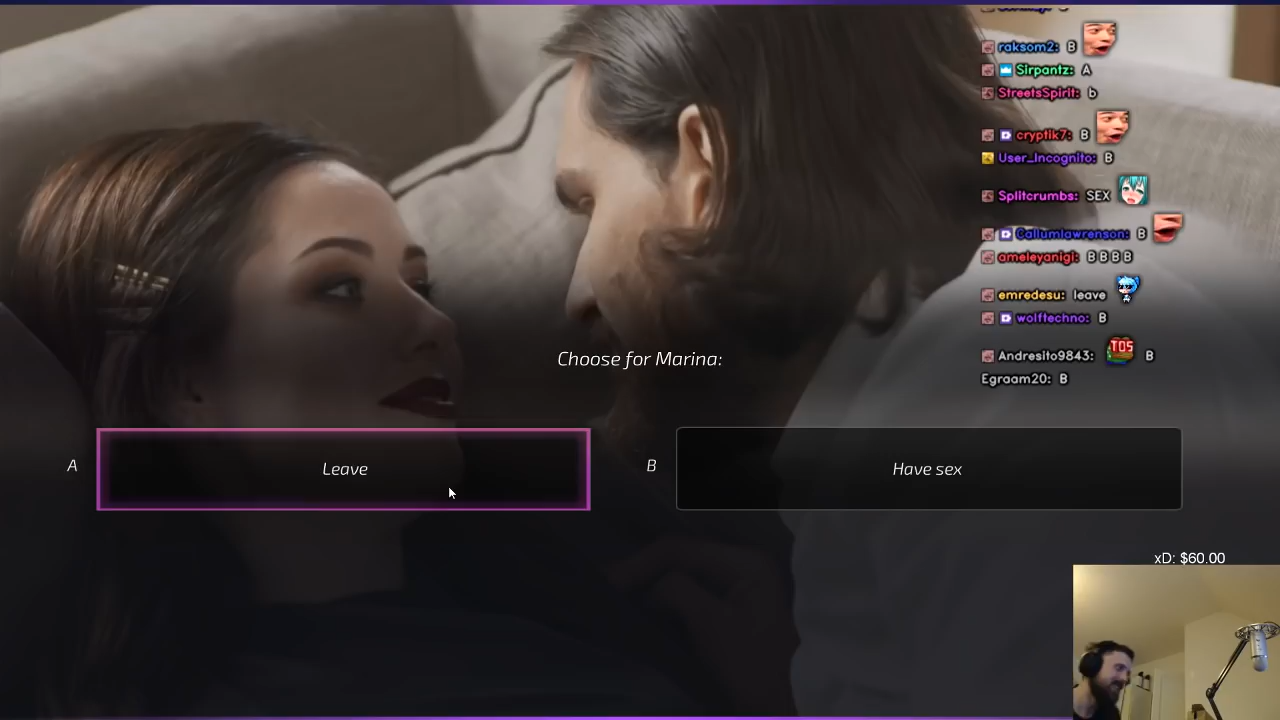 raksom2: B
Sirpantz: A
StreetsSpirit: b
cryptik7: B
User_Incognito: B
Splitcrumbs: SEX
Callumlawrenson: B
ameleyanigi: B B B B
emredesu: leave
wolftechno: B
Andresito9843: TOS B
Egraam20: B
Choose for Marina:
A Leave
B Have sex
xD: $60.00